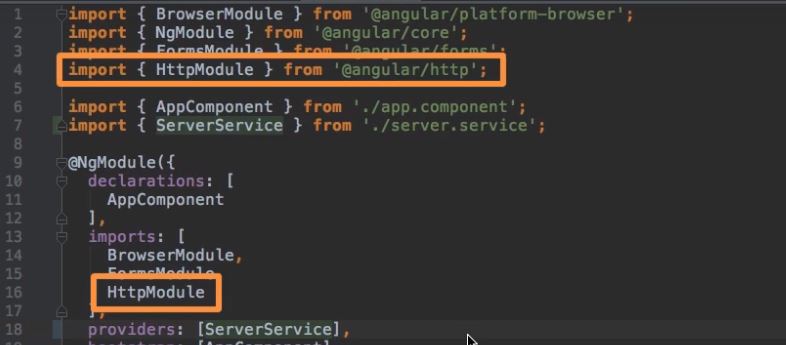 1 import { BrowserModule } from '@angular/platform-browser';
2 import { NgModule } from '@angular/core';
3 import { FormsModule } from '@angular/forms';
4 import { HttpModule } from '@angular/http';
5
6 import { AppComponent } from './app.component';
7 import { ServerService } from './server.service';
8
9 @NgModule({
10 declarations: [
11 AppComponent
12 ],
13 imports: [
14 BrowserModule,
15 FormsModule,
16 HttpModule
17 ],
18 providers: [ServerService],
19 bootstrap: [AppComponent]